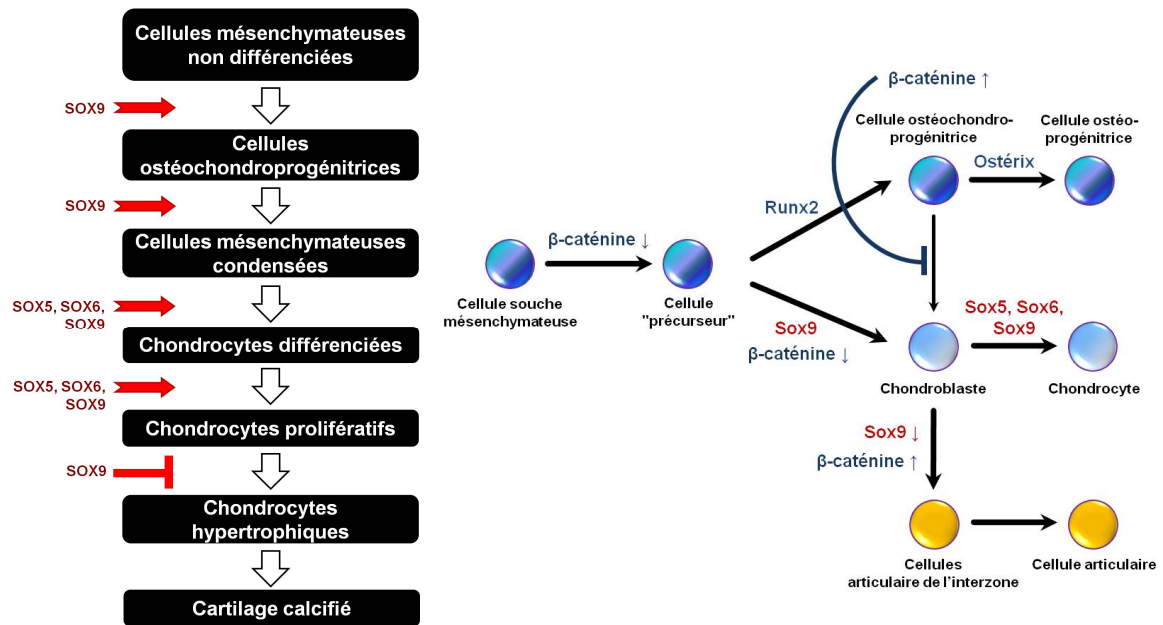 Cellules mésenchymateuses
non différenciées
SOX9
Cellules
ostéochondroprogénitrices
SOX9
Cellules mésenchymateuses
condensées
SOX5, SOX6,
SOX9
Chondrocytes différenciées
SOX5, SOX6,
SOX9
Chondrocytes prolifératifs
SOX9
Chondrocytes
hypertrophiques
Cartilage calcifié
β-caténine ↑
Cellule ostéochondro-
progénitrice
Cellule ostéo-
progénitrice
Ostérix
Runx2
β-caténine ↓
Cellule souche
mésenchymateuse
Cellule
"précurseur"
Sox9
β-caténine ↓
Sox5, Sox6,
Sox9
Chondroblaste
Chondrocyte
Sox9 ↓
β-caténine ↑
Cellules
articulaire de l'interzone
Cellule articulaire